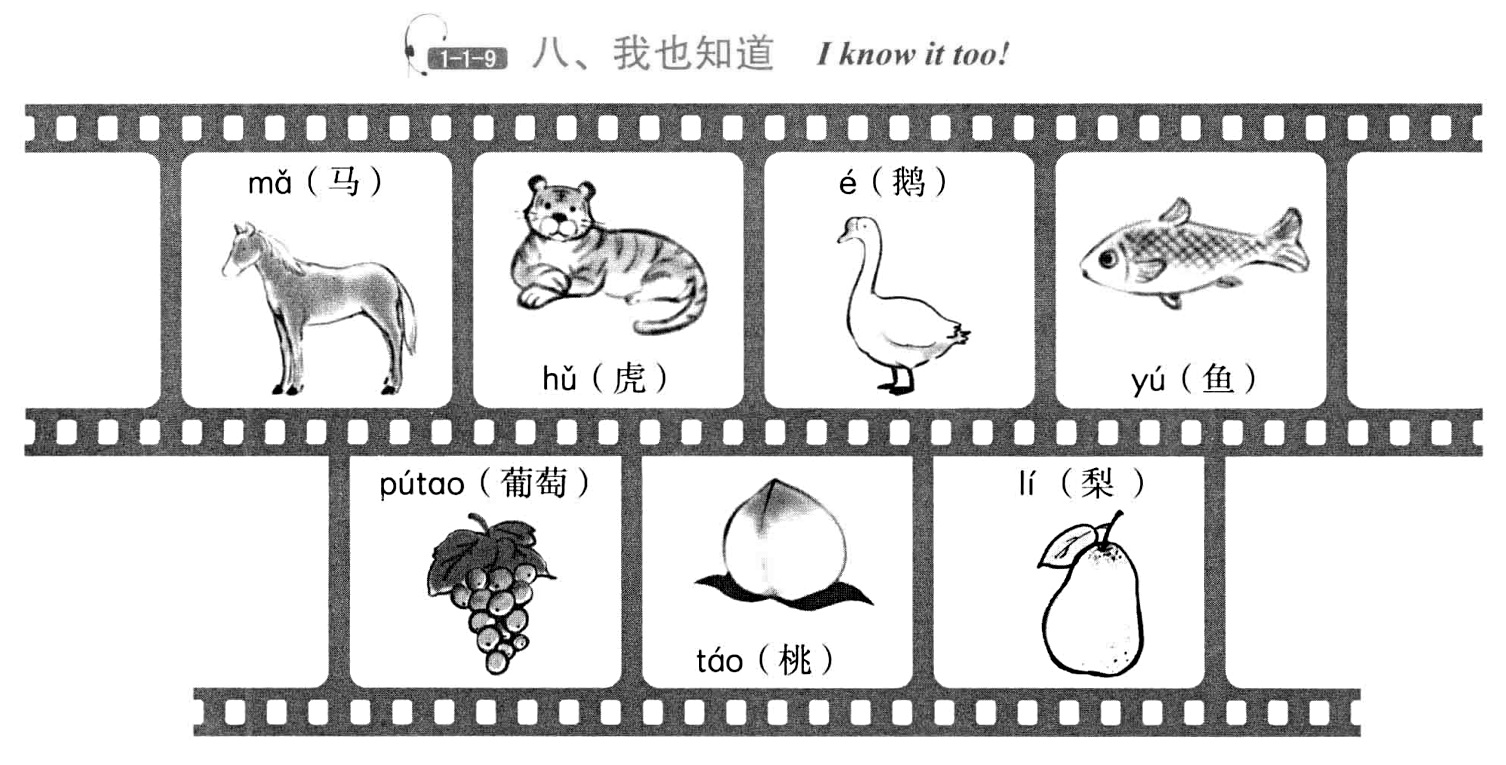 1-1-9 八、我也知道 I know it too!
mǎ（马）
hǔ（虎）
é（鹅）
yú（鱼）
pútao（葡萄）
táo（桃）
lí（梨）